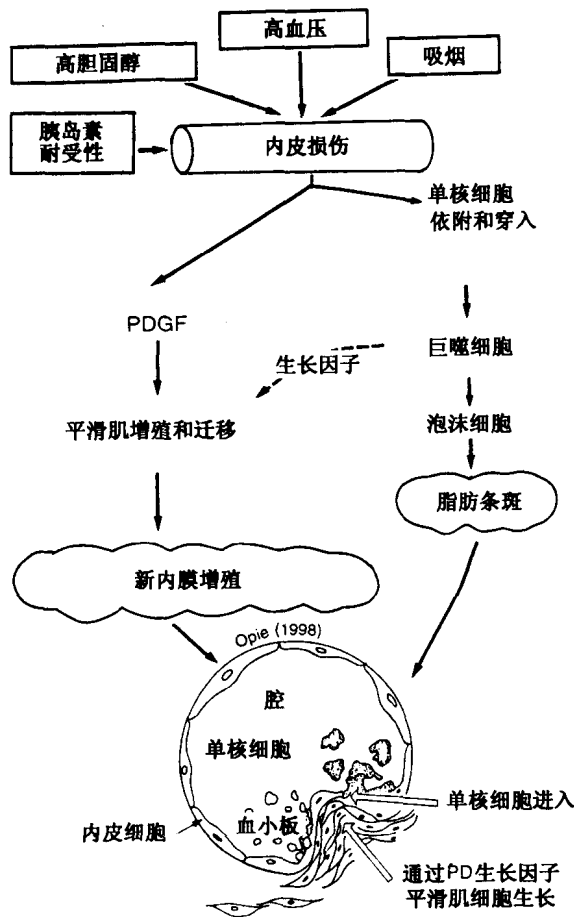 高血压
高胆固醇
吸烟
胰岛素
耐受性
内皮损伤
单核细胞
依附和穿入
PDGF
生长因子
巨噬细胞
平滑肌增殖和迁移
泡沫细胞
脂肪条斑
新内膜增殖
Opie (1998)
腔
单核细胞
单核细胞进入
血小板
内皮细胞
通过PD生长因子
平滑肌细胞生长